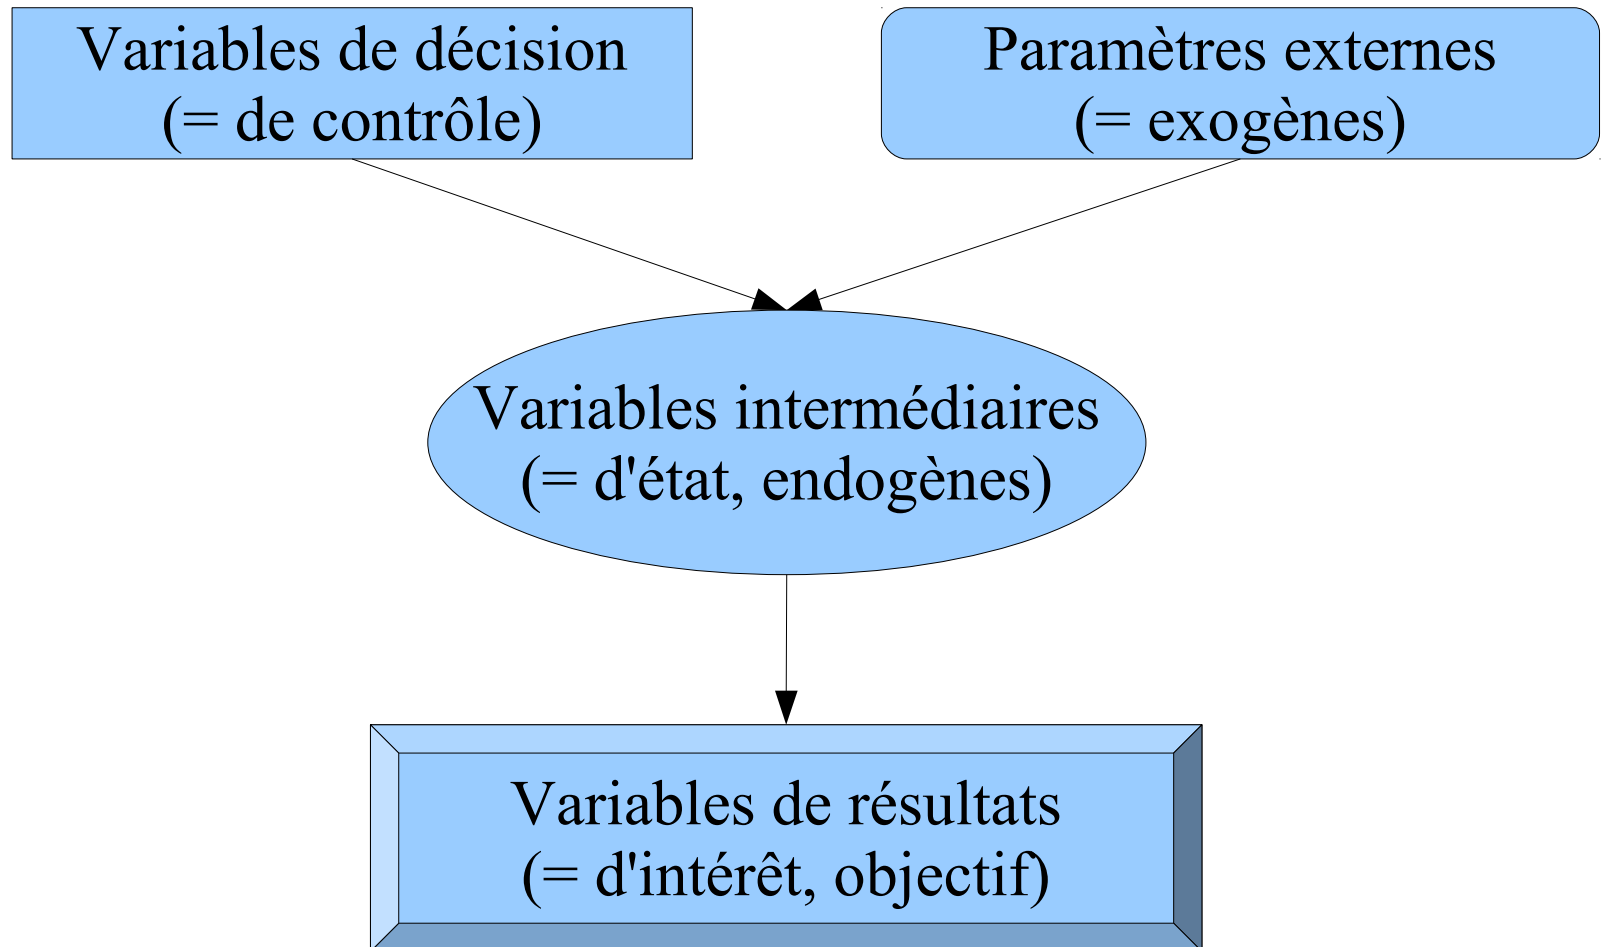 Variables de décision
(= de contrôle)
Paramètres externes
(= exogènes)
Variables intermédiaires
(= d'état, endogènes)
Variables de résultats
(= d'intérêt, objectif)